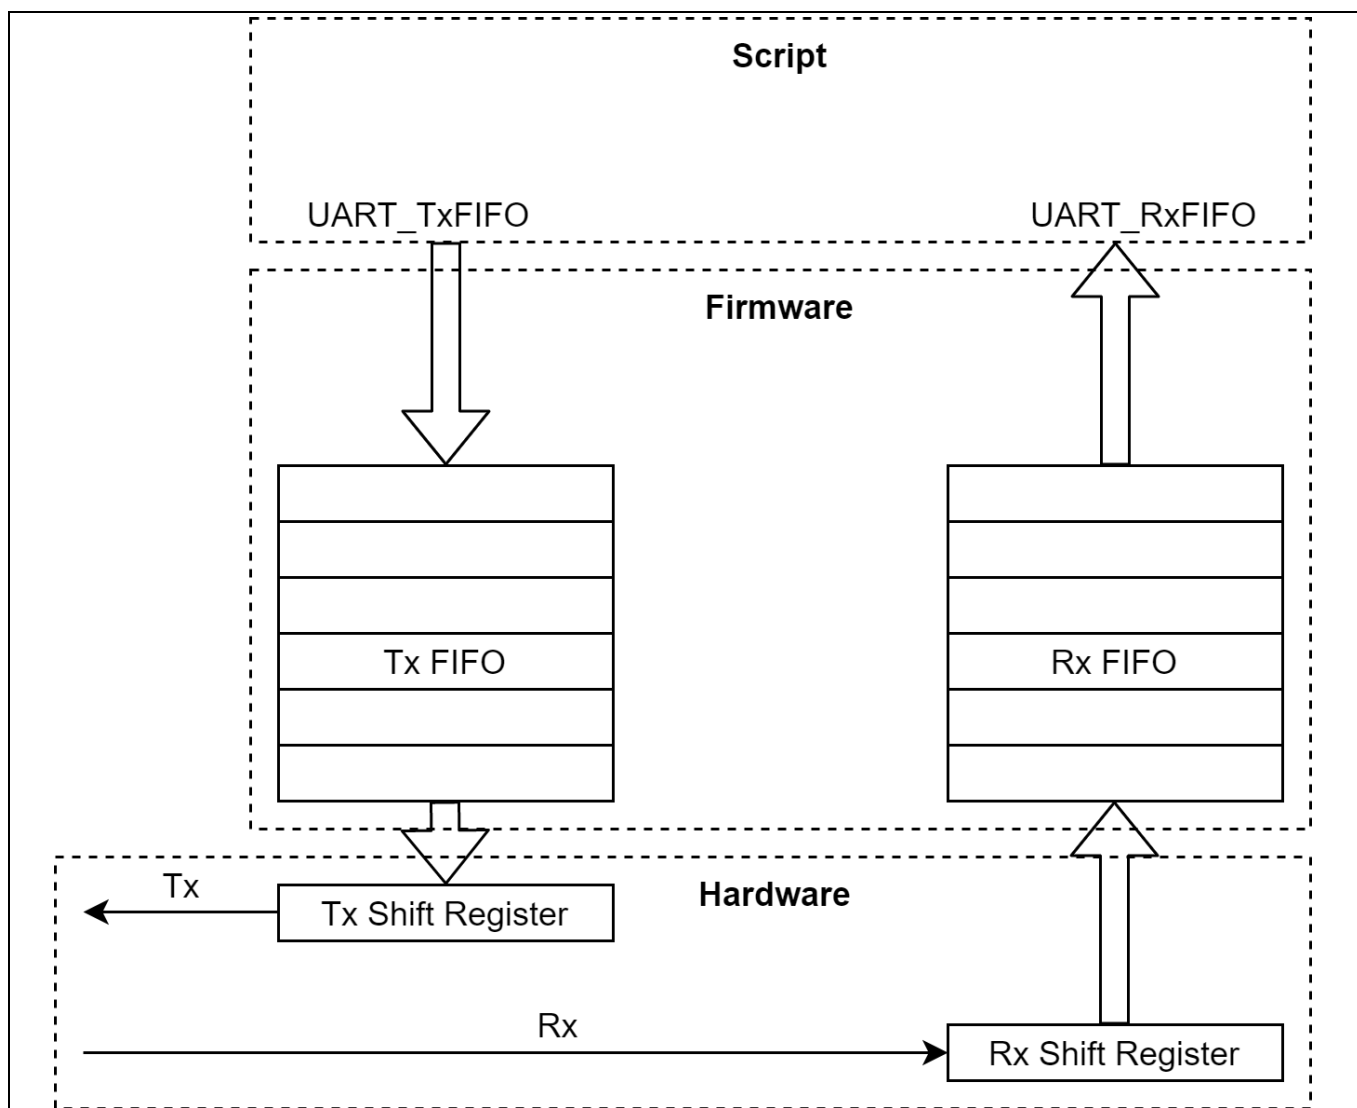 Script
UART_TxFIFO
UART_RxFIFO
Firmware
Tx FIFO
Rx FIFO
Hardware
Tx
Tx Shift Register
Rx
Rx Shift Register